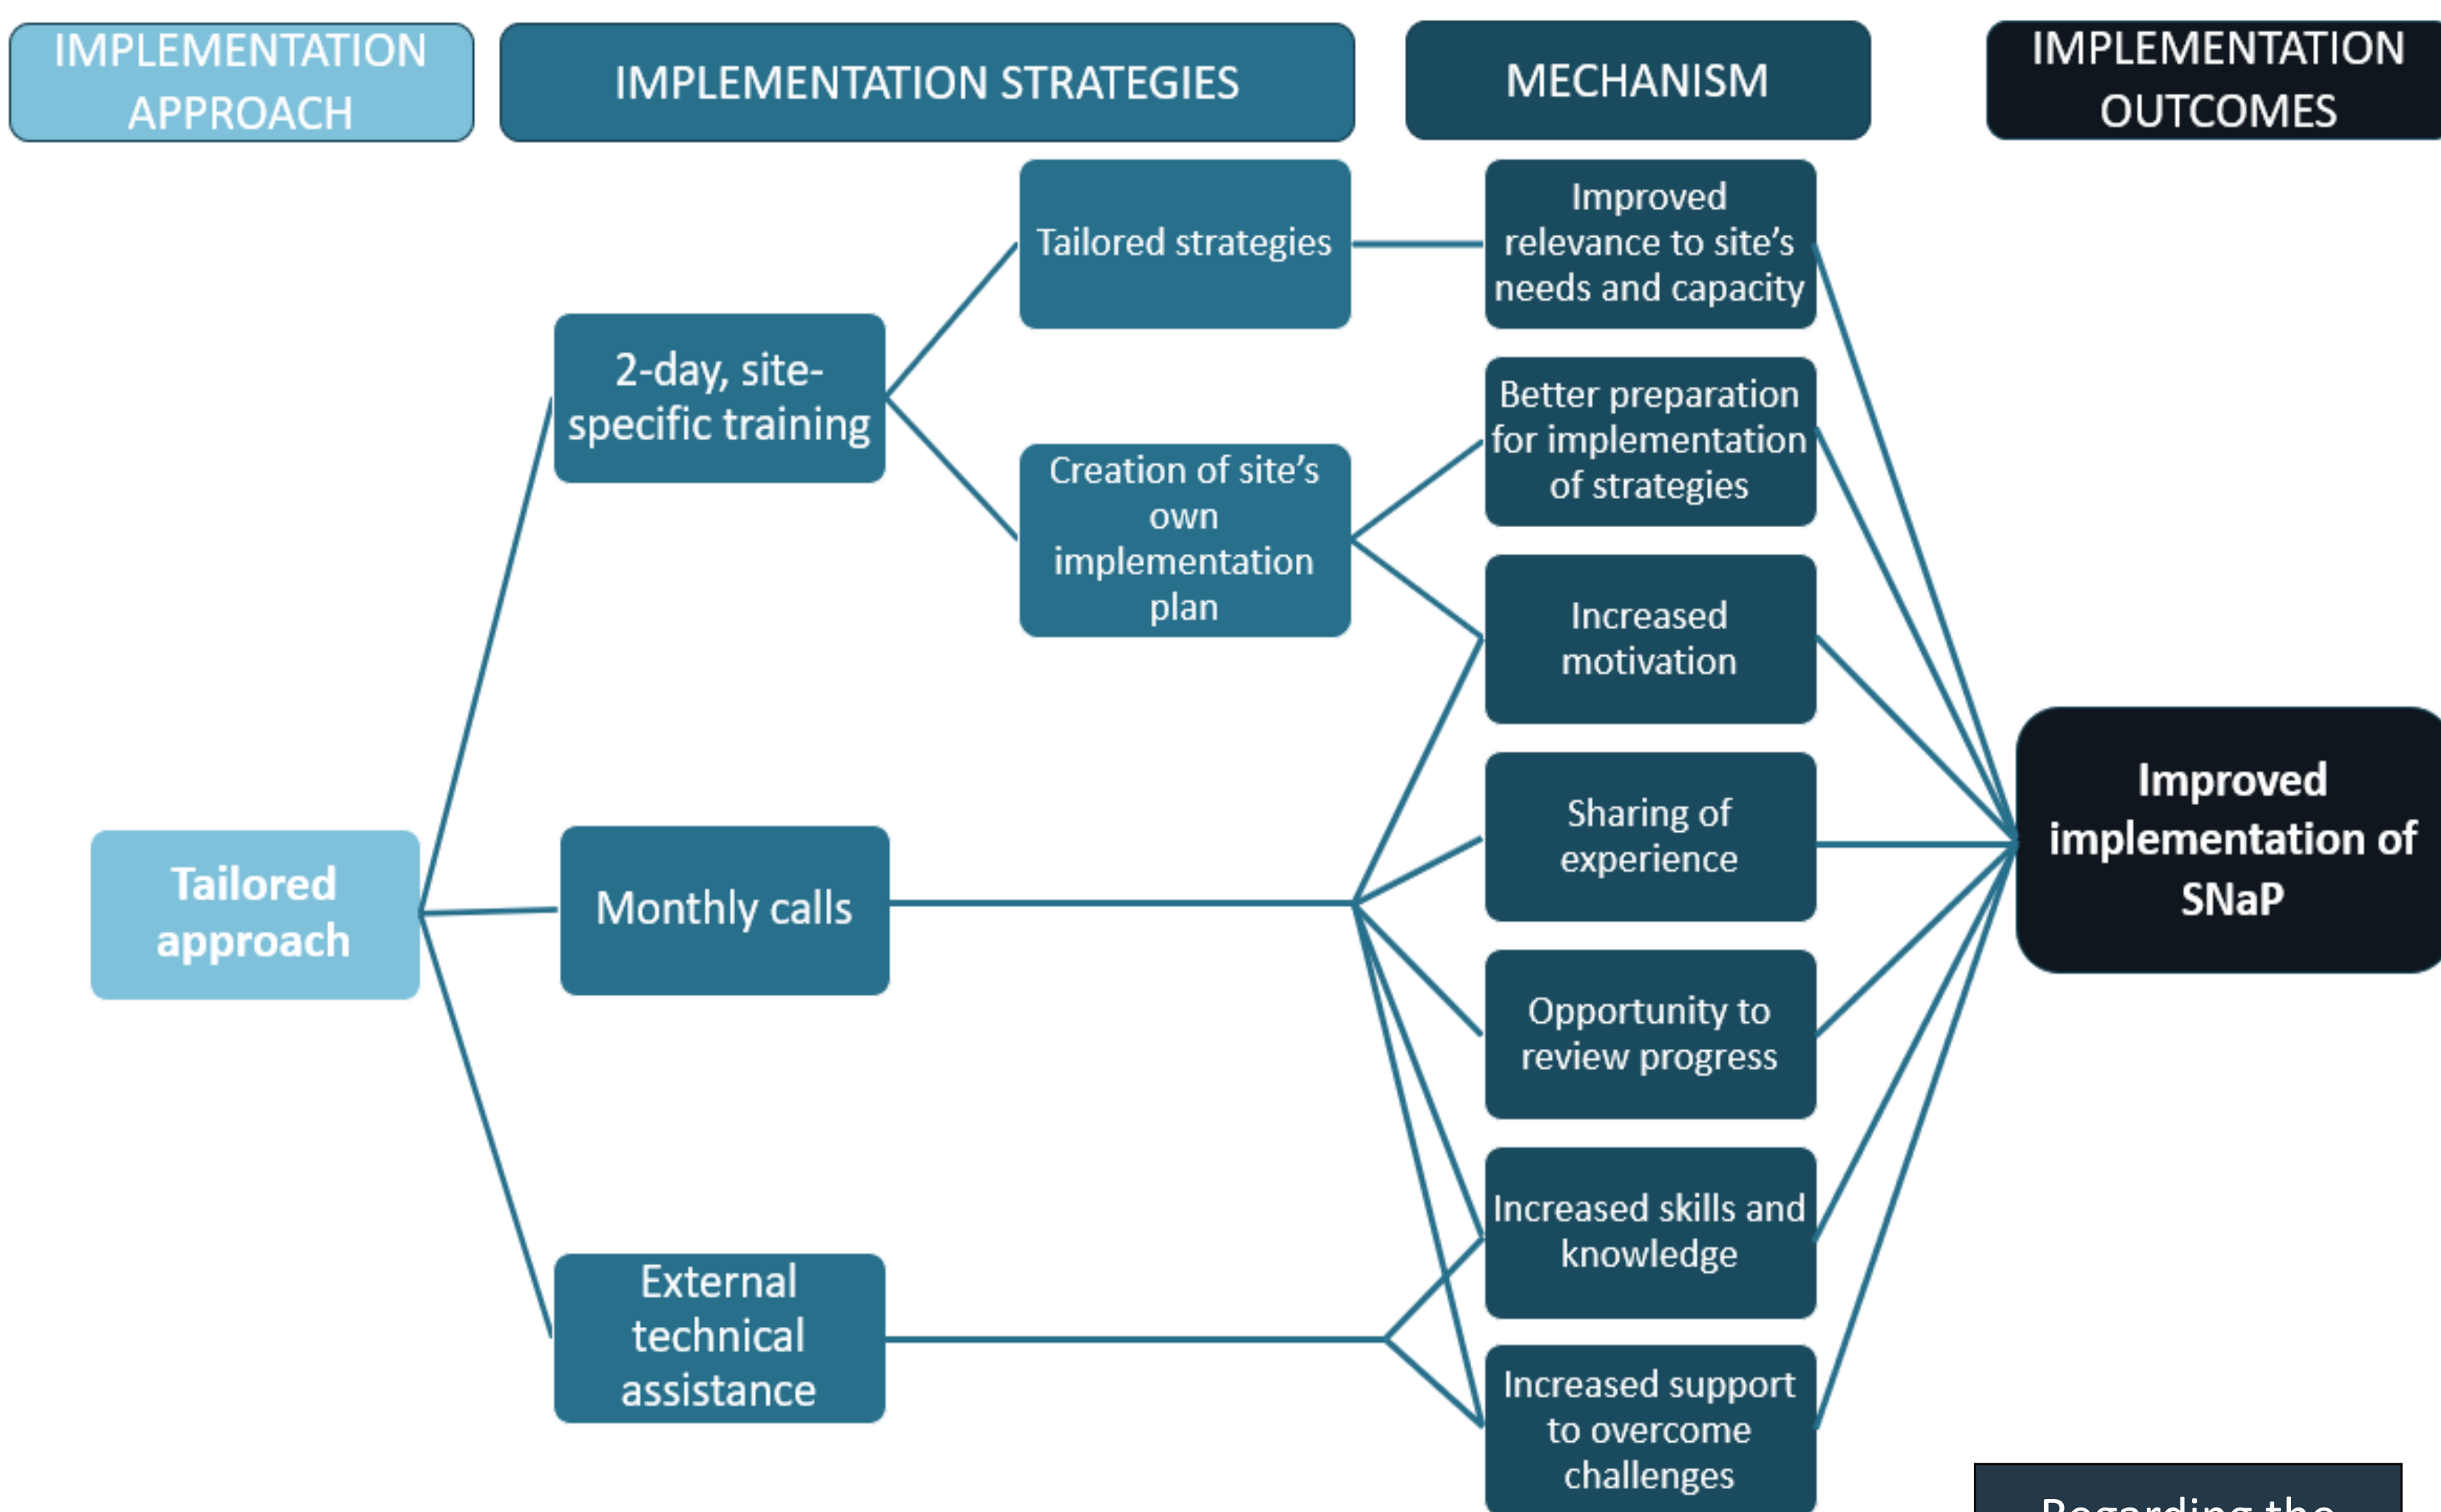 IMPLEMENTATION
APPROACH
IMPLEMENTATION STRATEGIES
MECHANISM
IMPLEMENTATION
OUTCOMES
Tailored
approach
2-day, site-
specific training
Monthly calls
External
technical
assistance
Tailored strategies
Creation of site’s
own
implementation
plan
Improved
relevance to site’s
needs and capacity
Better preparation
for implementation
of strategies
Increased
motivation
Sharing of
experience
Opportunity to
review progress
Increased skills and
knowledge
Increased support
to overcome
challenges
Improved
implementation of
SNaP
Regarding the